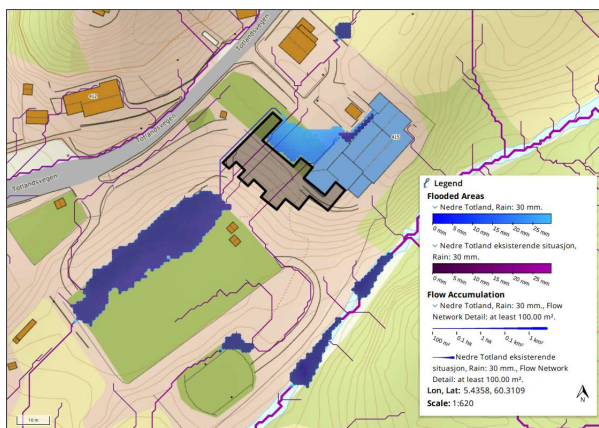 Totlandsvegen
412
Totlandsvegen
Totlandsvegen
415
Legend
Flooded Areas
Nedre Totland, Rain: 30 mm.
0 mm 5 mm 10 mm 15 mm 20 mm 25 mm
Nedre Totland eksisterende situasjon,
Rain: 30 mm.
0 mm 5 mm 10 mm 15 mm 20 mm 25 mm
Flow Accumulation
Nedre Totland, Rain: 30 mm., Flow
Network Detail: at least 100.00 m².
100 m² 0.1 ha 0.1 km² 1 km²
Nedre Totland eksisterende
situasjon, Rain: 30 mm., Flow Network
Detail: at least 100.00 m².
Lon, Lat: 5.4358, 60.3109
Scale: 1:620
N
10 m